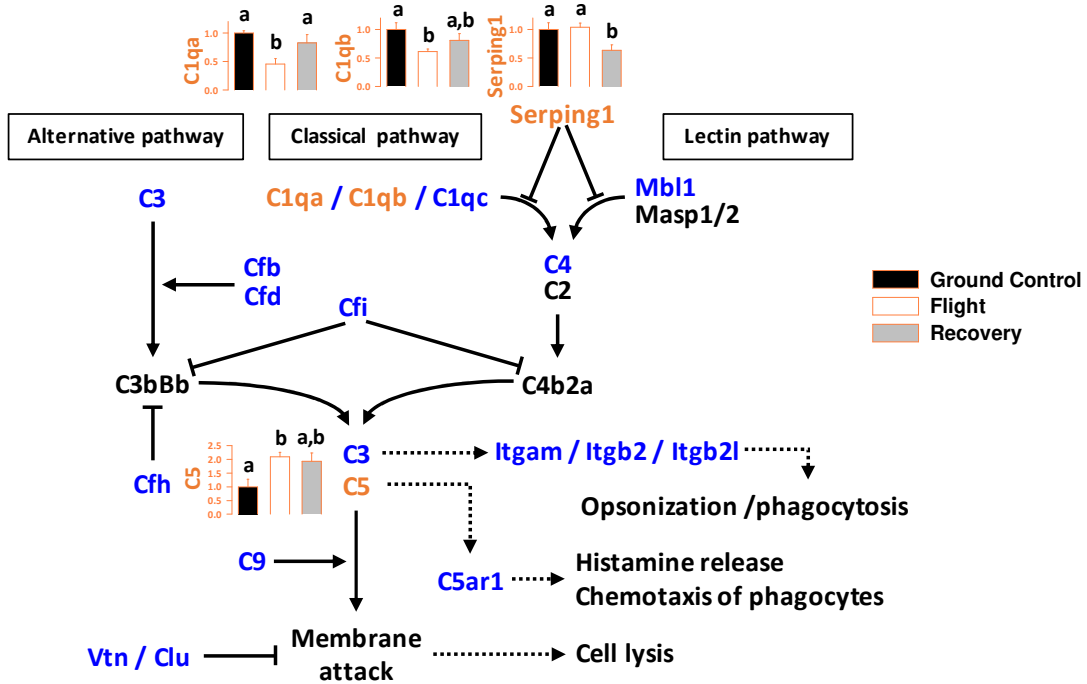 a
b
a
C1qa
1.0
0.5
0.0
a
b
a,b
C1qb
1.0
0.5
0.0
a
a
b
Serping1
1.0
0.5
0.0
Serping1
Alternative pathway
Classical pathway
Lectin pathway
C3
C1qa / C1qb / C1qc
Mbl1
Masp1/2
Cfb
Cfd
C4
C2
Cfi
Ground Control
Flight
Recovery
C3bBb
C4b2a
Cfh
a
b
a,b
C5
2.5
2.0
1.5
1.0
0.5
0.0
C3
C5
Itgam / Itgb2 / Itgb2l
Opsonization /phagocytosis
C9
C5ar1
Histamine release
Chemotaxis of phagocytes
Vtn / Clu
Membrane
attack
Cell lysis